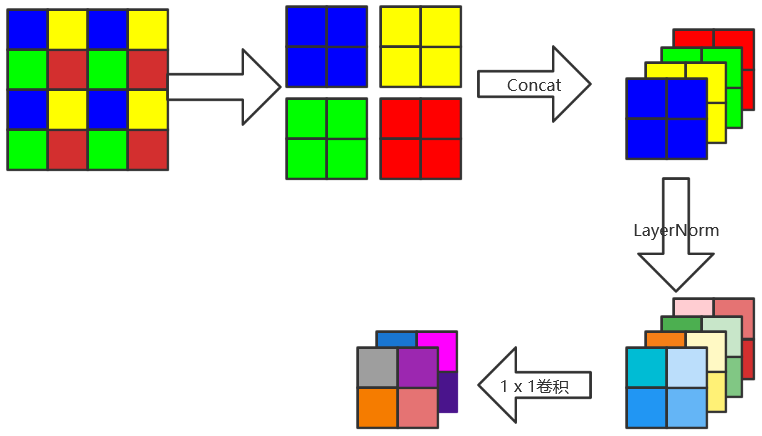 Concat
LayerNorm
1 x 1卷积